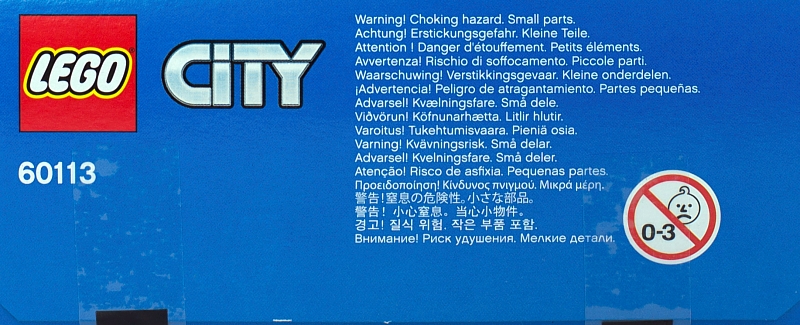 LEGO
CITY
60113
Warning! Choking hazard. Small parts.
Achtung! Erstickungsgefahr. Kleine Teile.
Attention ! Danger d'étouffement. Petits éléments.
Avvertenza! Rischio di soffocamento. Piccole parti.
Waarschuwing! Verstikkingsgevaar. Kleine onderdelen.
¡Advertencia! Peligro de atragantamiento. Partes pequeñas.
Advarsel! Kvælningsfare. Små dele.
Viðvörun! Köfnunarhætta. Litlir hlutir.
Varoitus! Tukehtumisvaara. Pieniä osia.
Varning! Kvävningsrisk. Små delar.
Advarsel! Kvelningsfare. Små deler.
Atenção! Risco de asfixia. Pequenas partes.
Προειδοποίηση! Κίνδυνος πνιγμού. Μικρά μέρη.
警告!窒息の危険性。小さな部品。
警告! 小心窒息。当心小物件。
경고! 질식 위험. 작은 부품 포함.
Внимание! Риск удушения. Мелкие детали.
0-3